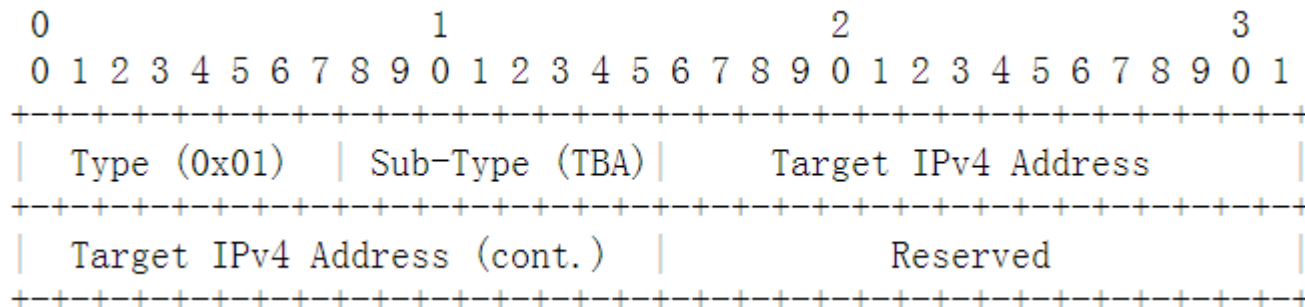 0                   1                   2                   3
0 1 2 3 4 5 6 7 8 9 0 1 2 3 4 5 6 7 8 9 0 1 2 3 4 5 6 7 8 9 0 1
+-+-+-+-+-+-+-+-+-+-+-+-+-+-+-+-+-+-+-+-+-+-+-+-+-+-+-+-+-+-+-+-+
|  Type (0x01)  | Sub-Type (TBA)|     Target IPv4 Address       |
+-+-+-+-+-+-+-+-+-+-+-+-+-+-+-+-+-+-+-+-+-+-+-+-+-+-+-+-+-+-+-+-+
|  Target IPv4 Address (cont.)  |           Reserved            |
+-+-+-+-+-+-+-+-+-+-+-+-+-+-+-+-+-+-+-+-+-+-+-+-+-+-+-+-+-+-+-+-+